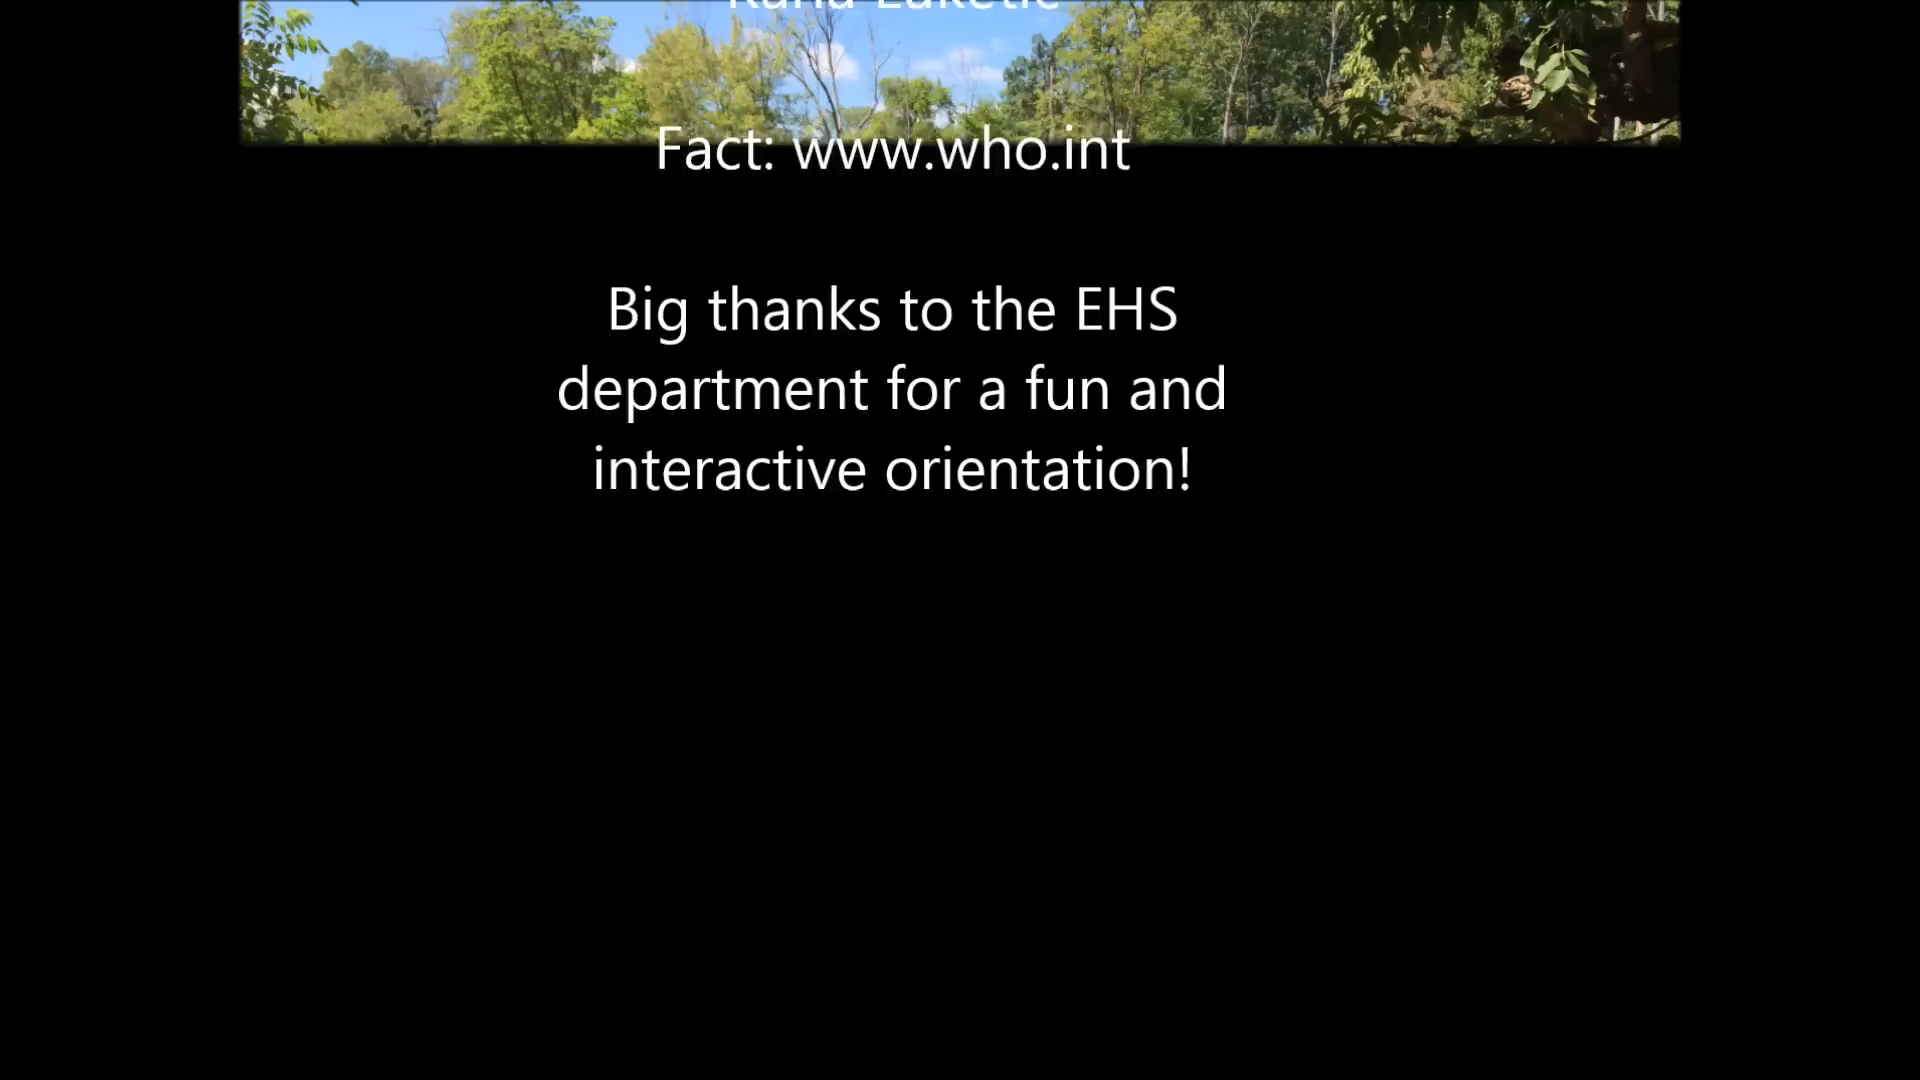 Fact: www.who.int
Big thanks to the EHS
department for a fun and
interactive orientation!